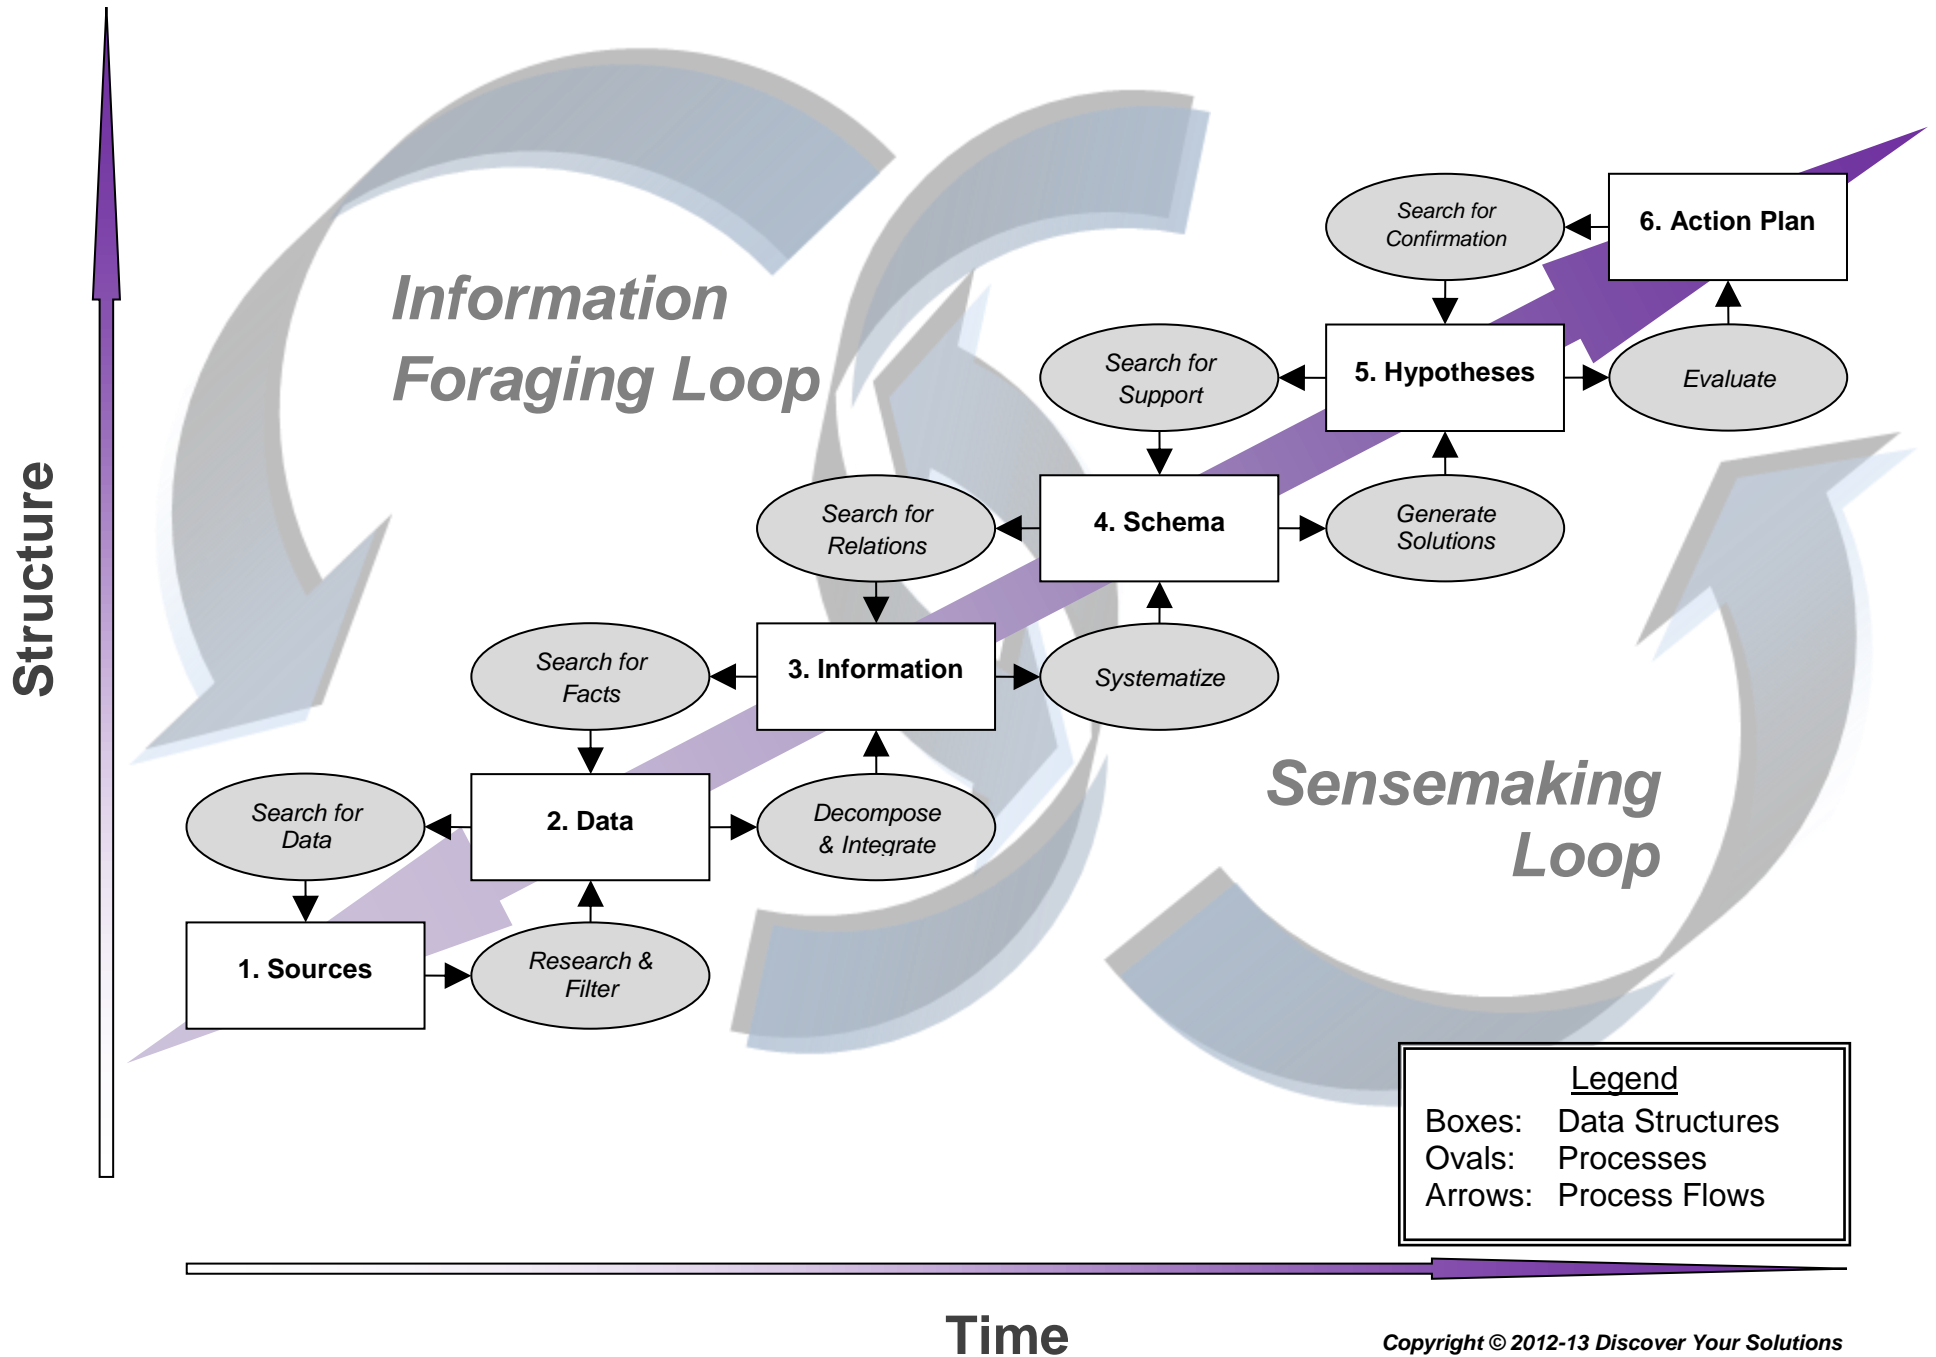 Structure
Information
Foraging Loop
Search for
Confirmation
6. Action Plan
Search for
Support
5. Hypotheses
Evaluate
Search for
Relations
4. Schema
Generate
Solutions
Search for
Facts
3. Information
Systematize
Search for
Data
2. Data
Decompose
& Integrate
1. Sources
Research &
Filter
Sensemaking
Loop
Legend
Boxes: Data Structures
Ovals: Processes
Arrows: Process Flows
Time
Copyright © 2012-13 Discover Your Solutions